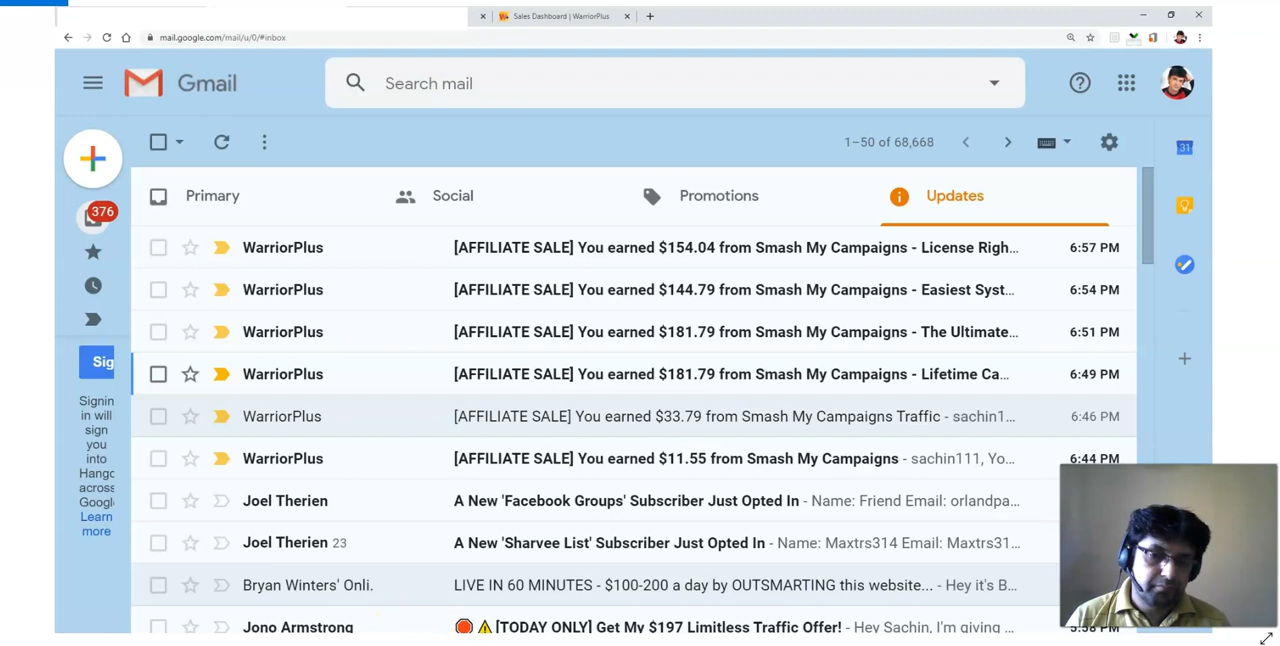 Sales Dashboard | WarriorPlus
mail.google.com/mail/u/0/#inbox
Gmail
Search mail
1–50 of 68,668
31
Primary
Social
Promotions
Updates
376
WarriorPlus [AFFILIATE SALE] You earned $154.04 from Smash My Campaigns - License Righ... 6:57 PM
WarriorPlus [AFFILIATE SALE] You earned $144.79 from Smash My Campaigns - Easiest Syst... 6:54 PM
WarriorPlus [AFFILIATE SALE] You earned $181.79 from Smash My Campaigns - The Ultimate... 6:51 PM
WarriorPlus [AFFILIATE SALE] You earned $181.79 from Smash My Campaigns - Lifetime Ca... 6:49 PM
WarriorPlus [AFFILIATE SALE] You earned $33.79 from Smash My Campaigns Traffic - sachin1... 6:46 PM
WarriorPlus [AFFILIATE SALE] You earned $11.55 from Smash My Campaigns - sachin111, Yo... 6:44 PM
Joel Therien A New 'Facebook Groups' Subscriber Just Opted In - Name: Friend Email: orlandpa...
Joel Therien 23 A New 'Sharvee List' Subscriber Just Opted In - Name: Maxtrs314 Email: Maxtrs31...
Bryan Winters' Onli. LIVE IN 60 MINUTES - $100-200 a day by OUTSMARTING this website... - Hey it's B...
Jono Armstrong [TODAY ONLY] Get My $197 Limitless Traffic Offer! - Hey Sachin, I'm giving ... 5:58 PM
Sig
Signin
in will
sign
you
into
Hangc
across
Googl
Learn
more